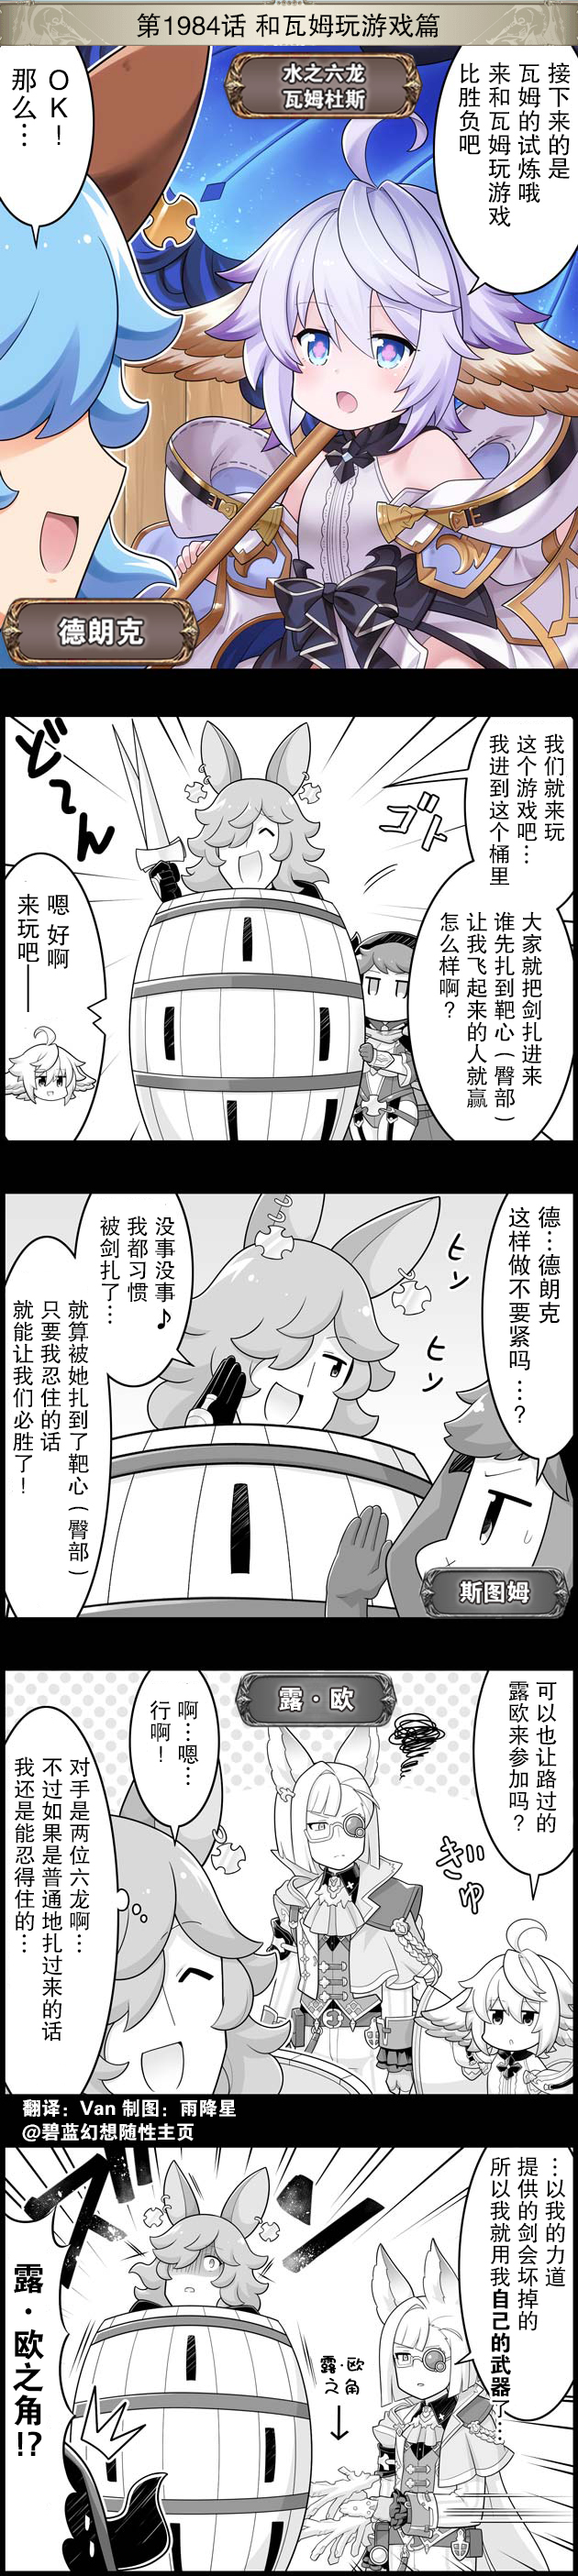 第1984话 和瓦姆玩游戏篇
接下来的是
瓦姆的试炼哦
来和瓦姆玩游戏
比胜负吧
水之六龙
瓦姆杜斯
OK！
那么…
德朗克
我们就来玩
这个游戏吧…
我进到这个桶里
大家就把剑扎进来
谁先扎到靶心(臀部)
让我飞起来的人就赢
怎么样啊？
ゴト
ど〜ん
嗯 好啊
来玩吧——
德…德朗克
这样做不要紧吗…？
ヒソ
ヒソ
没事没事♪
我都习惯
被剑扎了…
就算被她扎到了靶心(臀部)
只要我忍住的话
就能让我们必胜了！
斯图姆
可以也让路过的
露欧来参加吗？
露·欧
ぎゅ
啊…嗯…
行啊！
对手是两位六龙啊…
不过如果是普通地扎过来的话
我还是能忍得住的…
翻译：Van 制图：雨降星
@碧蓝幻想随性主页
…以我的力道
提供的剑会坏掉的
所以我就用我自己的武器了…
露·欧
之角
露·欧之角!?